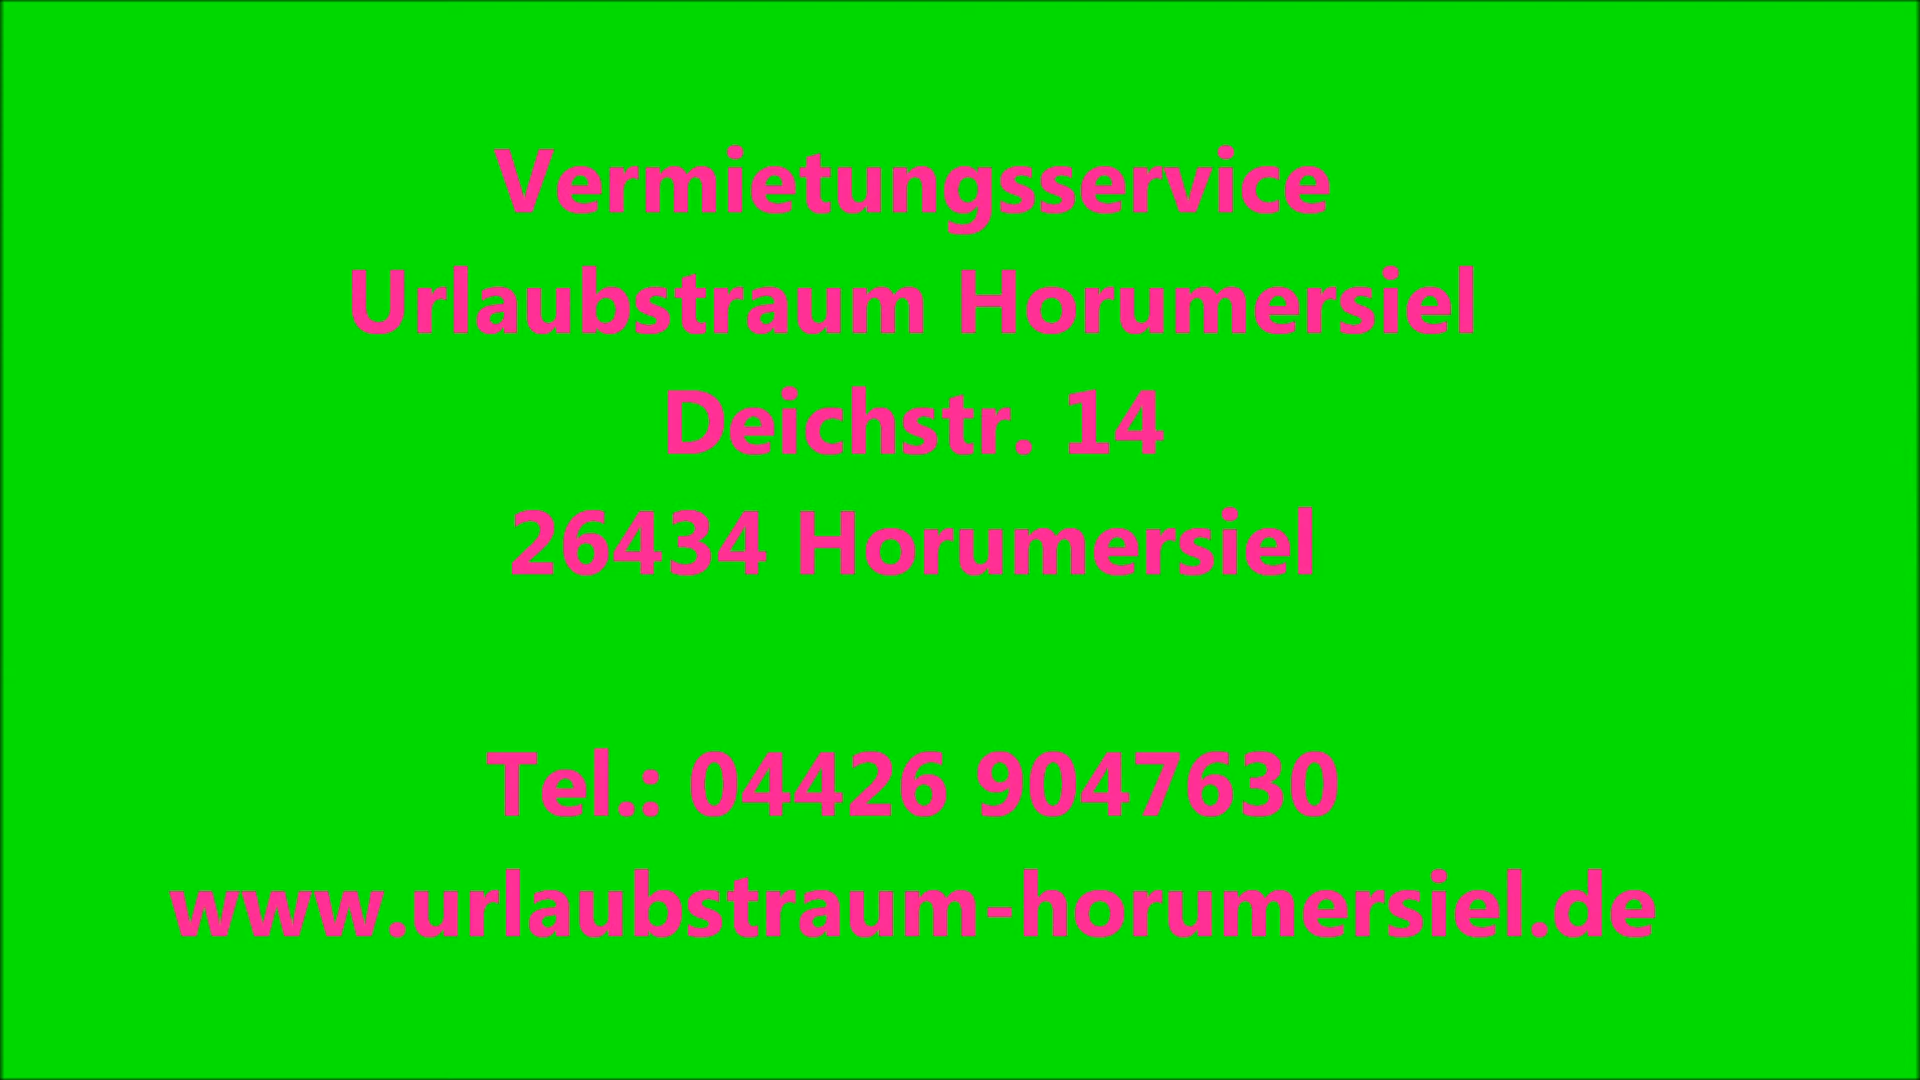 Vermietungsservice
Urlaubstraum Horumersiel
Deichstr. 14
26434 Horumersiel
Tel.: 04426 9047630
www.urlaubstraum-horumersiel.de